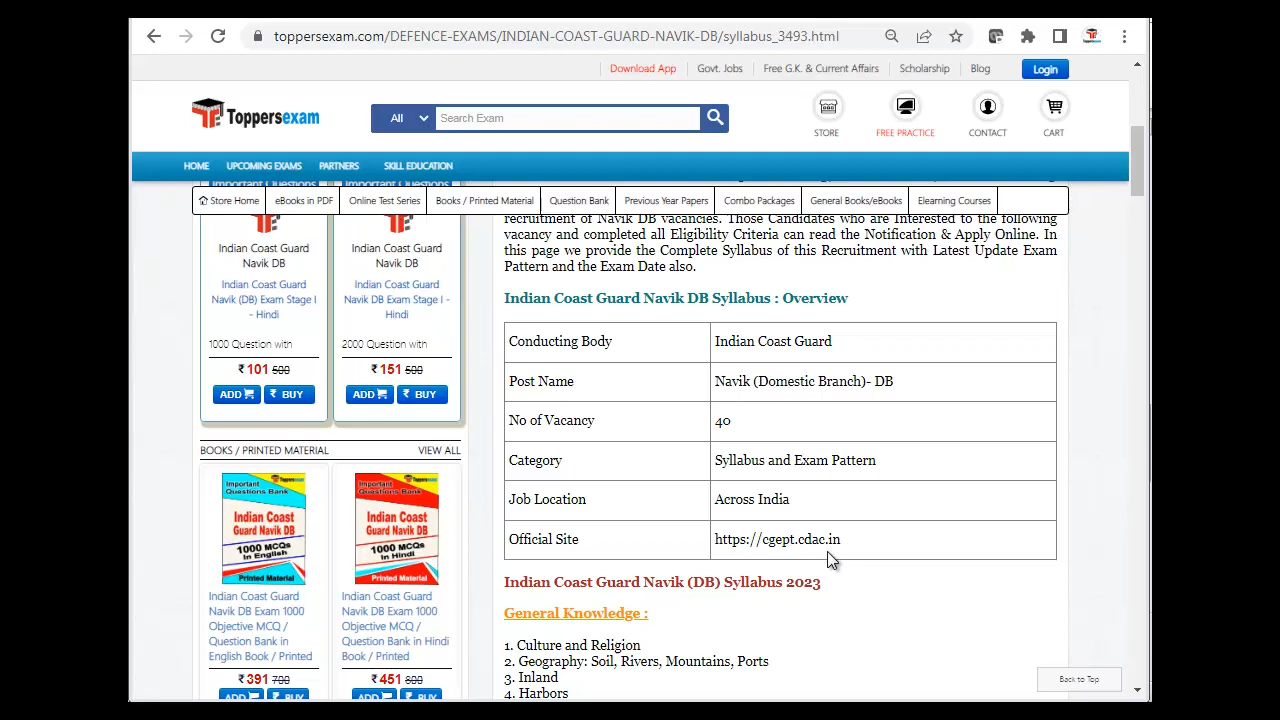 toppersexam.com/DEFENCE-EXAMS/INDIAN-COAST-GUARD-NAVIK-DB/syllabus_3493.html
Download App Govt. Jobs Free G.K. & Current Affairs Scholarship Blog Login
Toppersexam
All Search Exam
STORE FREE PRACTICE CONTACT CART
HOME UPCOMING EXAMS PARTNERS SKILL EDUCATION
Important Questions Important Questions
Store Home eBooks in PDF Online Test Series Books / Printed Material Question Bank Previous Year Papers Combo Packages General Books/eBooks Elearning Courses
Indian Coast Guard
Navik DB
Indian Coast Guard
Navik (DB) Exam Stage I
- Hindi
1000 Question with
₹ 101 500
ADD ₹ BUY
Indian Coast Guard
Navik DB
Indian Coast Guard
Navik DB Exam Stage I -
Hindi
2000 Question with
₹ 151 500
ADD ₹ BUY
BOOKS / PRINTED MATERIAL VIEW ALL
Toppersexam
Important
Questions Bank
Indian Coast
Guard Navik DB
1000 MCQs
In English
Printed Material
Indian Coast Guard
Navik DB Exam 1000
Objective MCQ /
Question Bank in
English Book / Printed
₹ 391 700
ADD ₹ BUY
Toppersexam
Important
Questions Bank
Indian Coast
Guard Navik DB
1000 MCQs
In Hindi
Printed Material
Indian Coast Guard
Navik DB Exam 1000
Objective MCQ /
Question Bank in Hindi
Book / Printed
₹ 451 800
ADD ₹ BUY
recruitment of Navik DB vacancies. Those Candidates who are Interested to the following
vacancy and completed all Eligibility Criteria can read the Notification & Apply Online. In
this page we provide the Complete Syllabus of this Recruitment with Latest Update Exam
Pattern and the Exam Date also.
Indian Coast Guard Navik DB Syllabus : Overview
Conducting Body Indian Coast Guard
Post Name Navik (Domestic Branch)- DB
No of Vacancy 40
Category Syllabus and Exam Pattern
Job Location Across India
Official Site https://cgept.cdac.in
Indian Coast Guard Navik (DB) Syllabus 2023
General Knowledge :
1. Culture and Religion
2. Geography: Soil, Rivers, Mountains, Ports
3. Inland
4. Harbors
Back to Top